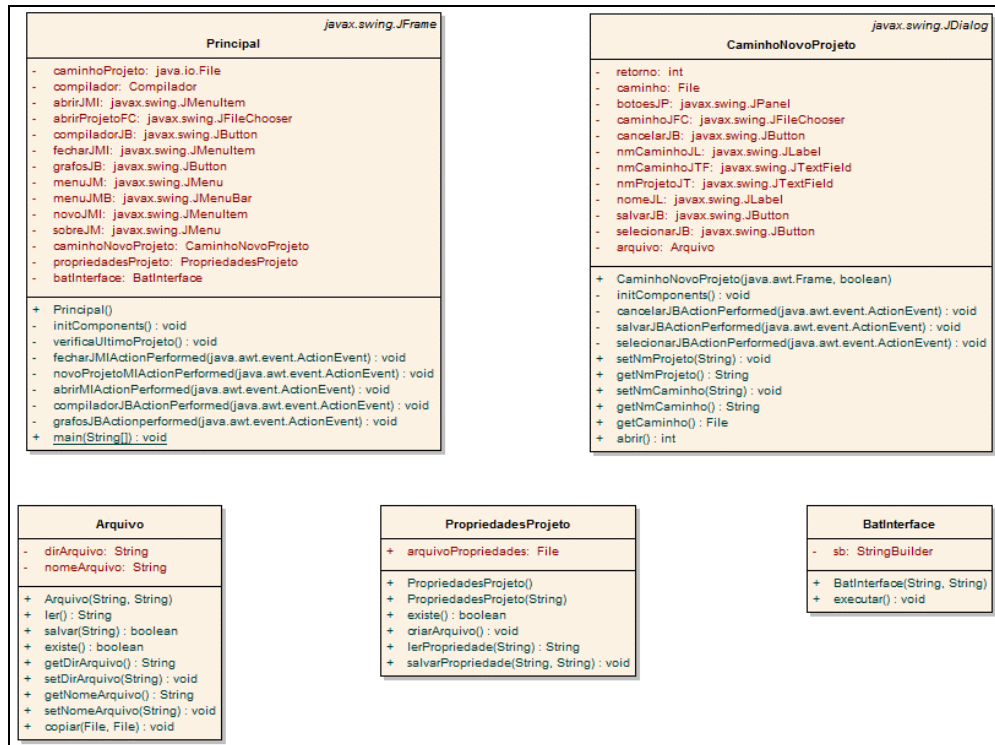 javax.swing.JFrame
Principal
- caminhoProjeto: java.io.File
- compilador: Compilador
- abrirJMI: javax.swing.JMenuItem
- abrirProjetoFC: javax.swing.JFileChooser
- compiladorJB: javax.swing.JButton
- fecharJMI: javax.swing.JMenuItem
- grafosJB: javax.swing.JButton
- menuJM: javax.swing.JMenu
- menuJMB: javax.swing.JMenuBar
- novoJMI: javax.swing.JMenuItem
- sobreJM: javax.swing.JMenu
- caminhoNovoProjeto: CaminhoNovoProjeto
- propriedadesProjeto: PropriedadesProjeto
- batInterface: BatInterface
+ Principal()
- initComponents() : void
- verificaUltimoProjeto() : void
- fecharJMIActionPerformed(java.awt.event.ActionEvent) : void
- novoProjetoMIActionPerformed(java.awt.event.ActionEvent) : void
- abrirMIActionPerformed(java.awt.event.ActionEvent) : void
- compiladorJBActionPerformed(java.awt.event.ActionEvent) : void
- grafosJBActionperformed(java.awt.event.ActionEvent) : void
+ main(String[]) : void
javax.swing.JDialog
CaminhoNovoProjeto
- retorno: int
- caminho: File
- botoesJP: javax.swing.JPanel
- caminhoJFC: javax.swing.JFileChooser
- cancelarJB: javax.swing.JButton
- nmCaminhoJL: javax.swing.JLabel
- nmCaminhoJTF: javax.swing.JTextField
- nmProjetoJT: javax.swing.JTextField
- nomeJL: javax.swing.JLabel
- salvarJB: javax.swing.JButton
- selecionarJB: javax.swing.JButton
- arquivo: Arquivo
+ CaminhoNovoProjeto(java.awt.Frame, boolean)
- initComponents() : void
- cancelarJBActionPerformed(java.awt.event.ActionEvent) : void
- salvarJBActionPerformed(java.awt.event.ActionEvent) : void
- selecionarJBActionPerformed(java.awt.event.ActionEvent) : void
+ setNmProjeto(String) : void
+ getNmProjeto() : String
+ setNmCaminho(String) : void
+ getNmCaminho() : String
+ getCaminho() : File
+ abrir() : int
Arquivo
- dirArquivo: String
- nomeArquivo: String
+ Arquivo(String, String)
+ ler() : String
+ salvar(String) : boolean
+ existe() : boolean
+ getDirArquivo() : String
+ setDirArquivo(String) : void
+ getNomeArquivo() : String
+ setNomeArquivo(String) : void
+ copiar(File, File) : void
PropriedadesProjeto
+ arquivoPropriedades: File
+ PropriedadesProjeto()
+ PropriedadesProjeto(String)
+ existe() : boolean
+ criarArquivo() : void
+ lerPropriedade(String) : String
+ salvarPropriedade(String, String) : void
BatInterface
- sb: StringBuilder
+ BatInterface(String, String)
+ executar() : void